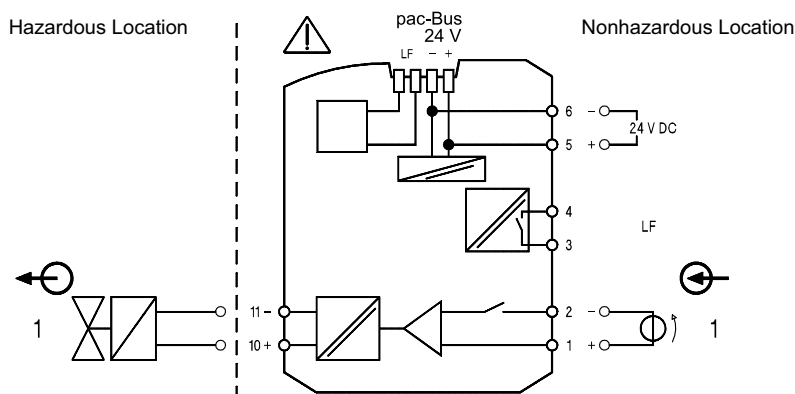 Hazardous Location
pac-Bus
24 V
Nonhazardous Location
LF - +
6 -
24 V DC
5 +
4
LF
3
1
11 -
2 -
1
10 +
1 +